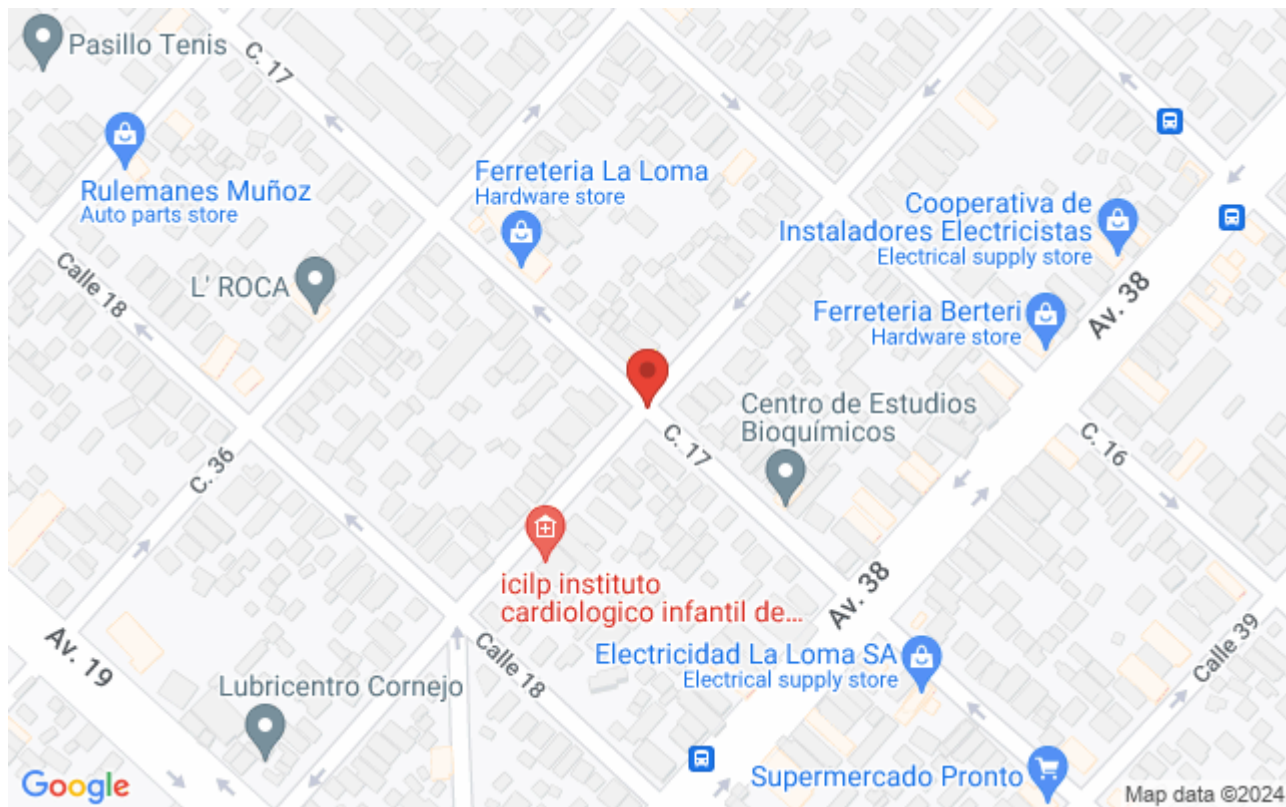 Pasillo Tenis
C. 17
Rulemanes Muñoz
Auto parts store
Ferreteria La Loma
Hardware store
Cooperativa de
Instaladores Electricistas
Electrical supply store
Calle 18
L' ROCA
Ferreteria Berteri
Hardware store
Av. 38
C. 17
Centro de Estudios
Bioquímicos
C. 16
C. 36
icilp instituto
cardiologico infantil de...
Av. 38
Calle 39
Av. 19
Calle 18
Electricidad La Loma SA
Electrical supply store
Lubricentro Cornejo
Supermercado Pronto
Google
Map data ©2024